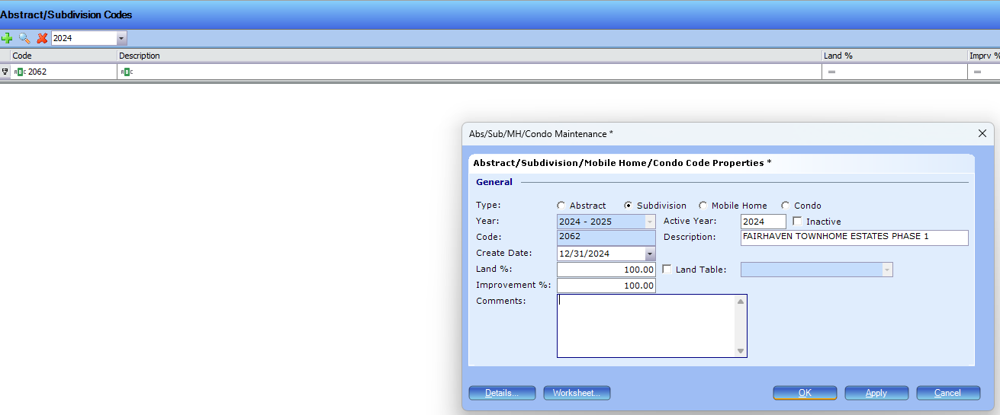 Abstract/Subdivision Codes
2024
Code Description Land % Imprv %
ABC 2062 ABC = =
Abs/Sub/MH/Condo Maintenance *
Abstract/Subdivision/Mobile Home/Condo Code Properties *
General
Type: Abstract Subdivision Mobile Home Condo
Year: 2024 - 2025 Active Year: 2024 Inactive
Code: 2062 Description: FAIRHAVEN TOWNHOME ESTATES PHASE 1
Create Date: 12/31/2024
Land %: 100.00 Land Table:
Improvement %: 100.00
Comments:
Details... Worksheet... OK Apply Cancel